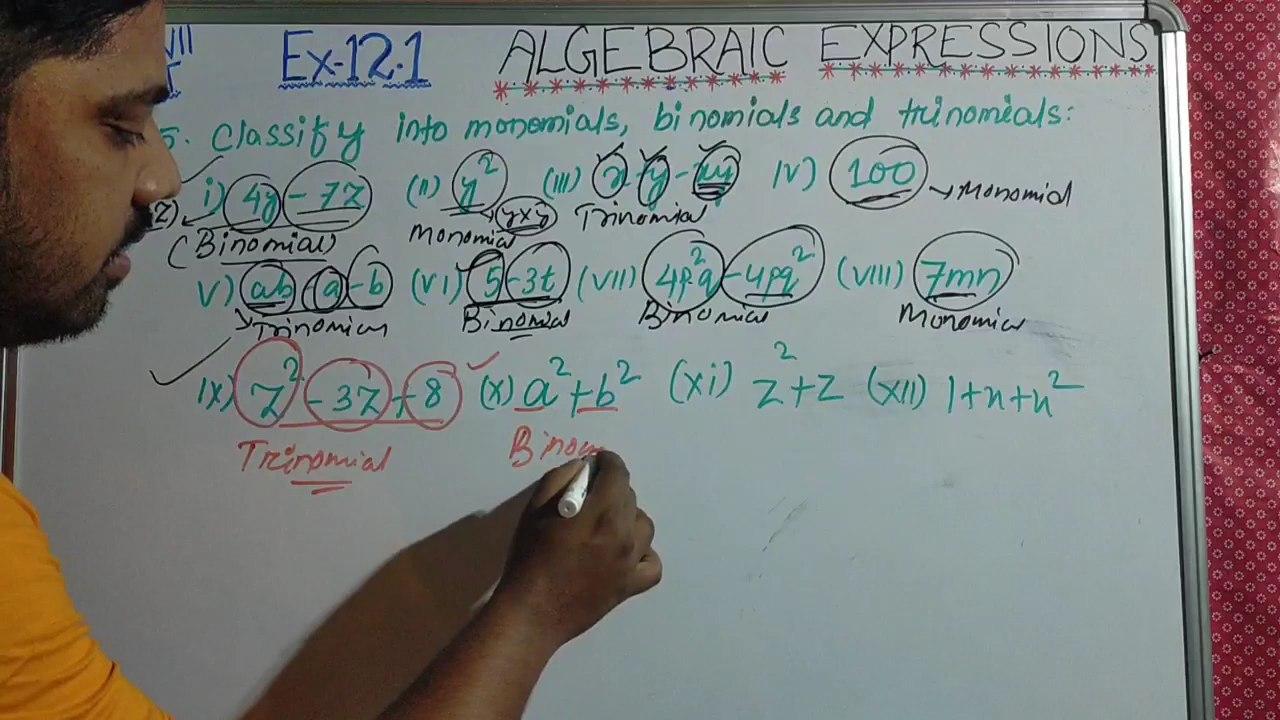 VII
Ex-12.1 ALGEBRAIC EXPRESSIONS
5. Classify into monomials, binomials and trinomials:
i) 4y - 7z (ii) y² (iii) x y - xy IV) 100 → Monomial
z) (Binomial) Monomial y×y Trinomial
V) ab a - b (VI) 5 - 3t (VII) 4p²q - 4pq² (VIII) 7mn
Trinomial Binomial Binomial Monomial
IX) z² - 3z + 8 (X) a² + b² (XI) z² + z (XII) 1 + x + x²
Trinomial Binom